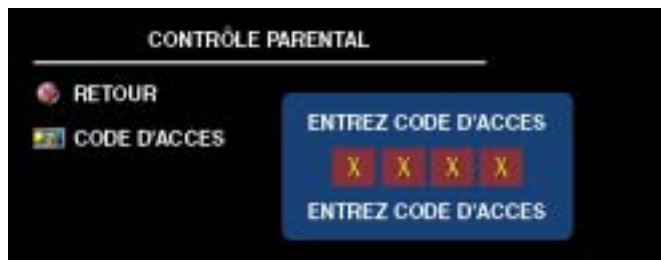 CONTRÔLE PARENTAL
RETOUR
CODE D'ACCES
ENTREZ CODE D'ACCES
X X X X
ENTREZ CODE D'ACCES